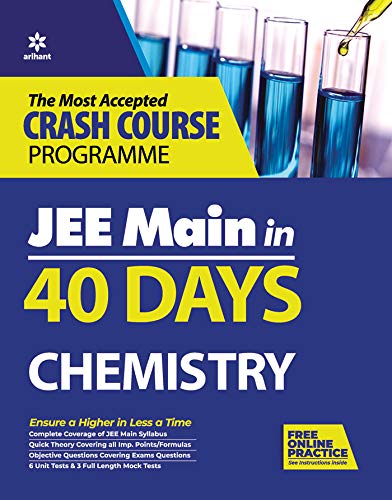 arihant
The Most Accepted
CRASH COURSE
PROGRAMME
JEE Main in
40 DAYS
CHEMISTRY
Ensure a Higher in Less a Time
Complete Coverage of JEE Main Syllabus
Quick Theory Covering all Imp. Points/Formulas
Objective Questions Covering Exams Questions
6 Unit Tests & 3 Full Length Mock Tests
FREE
ONLINE
PRACTICE
See Instructions Inside